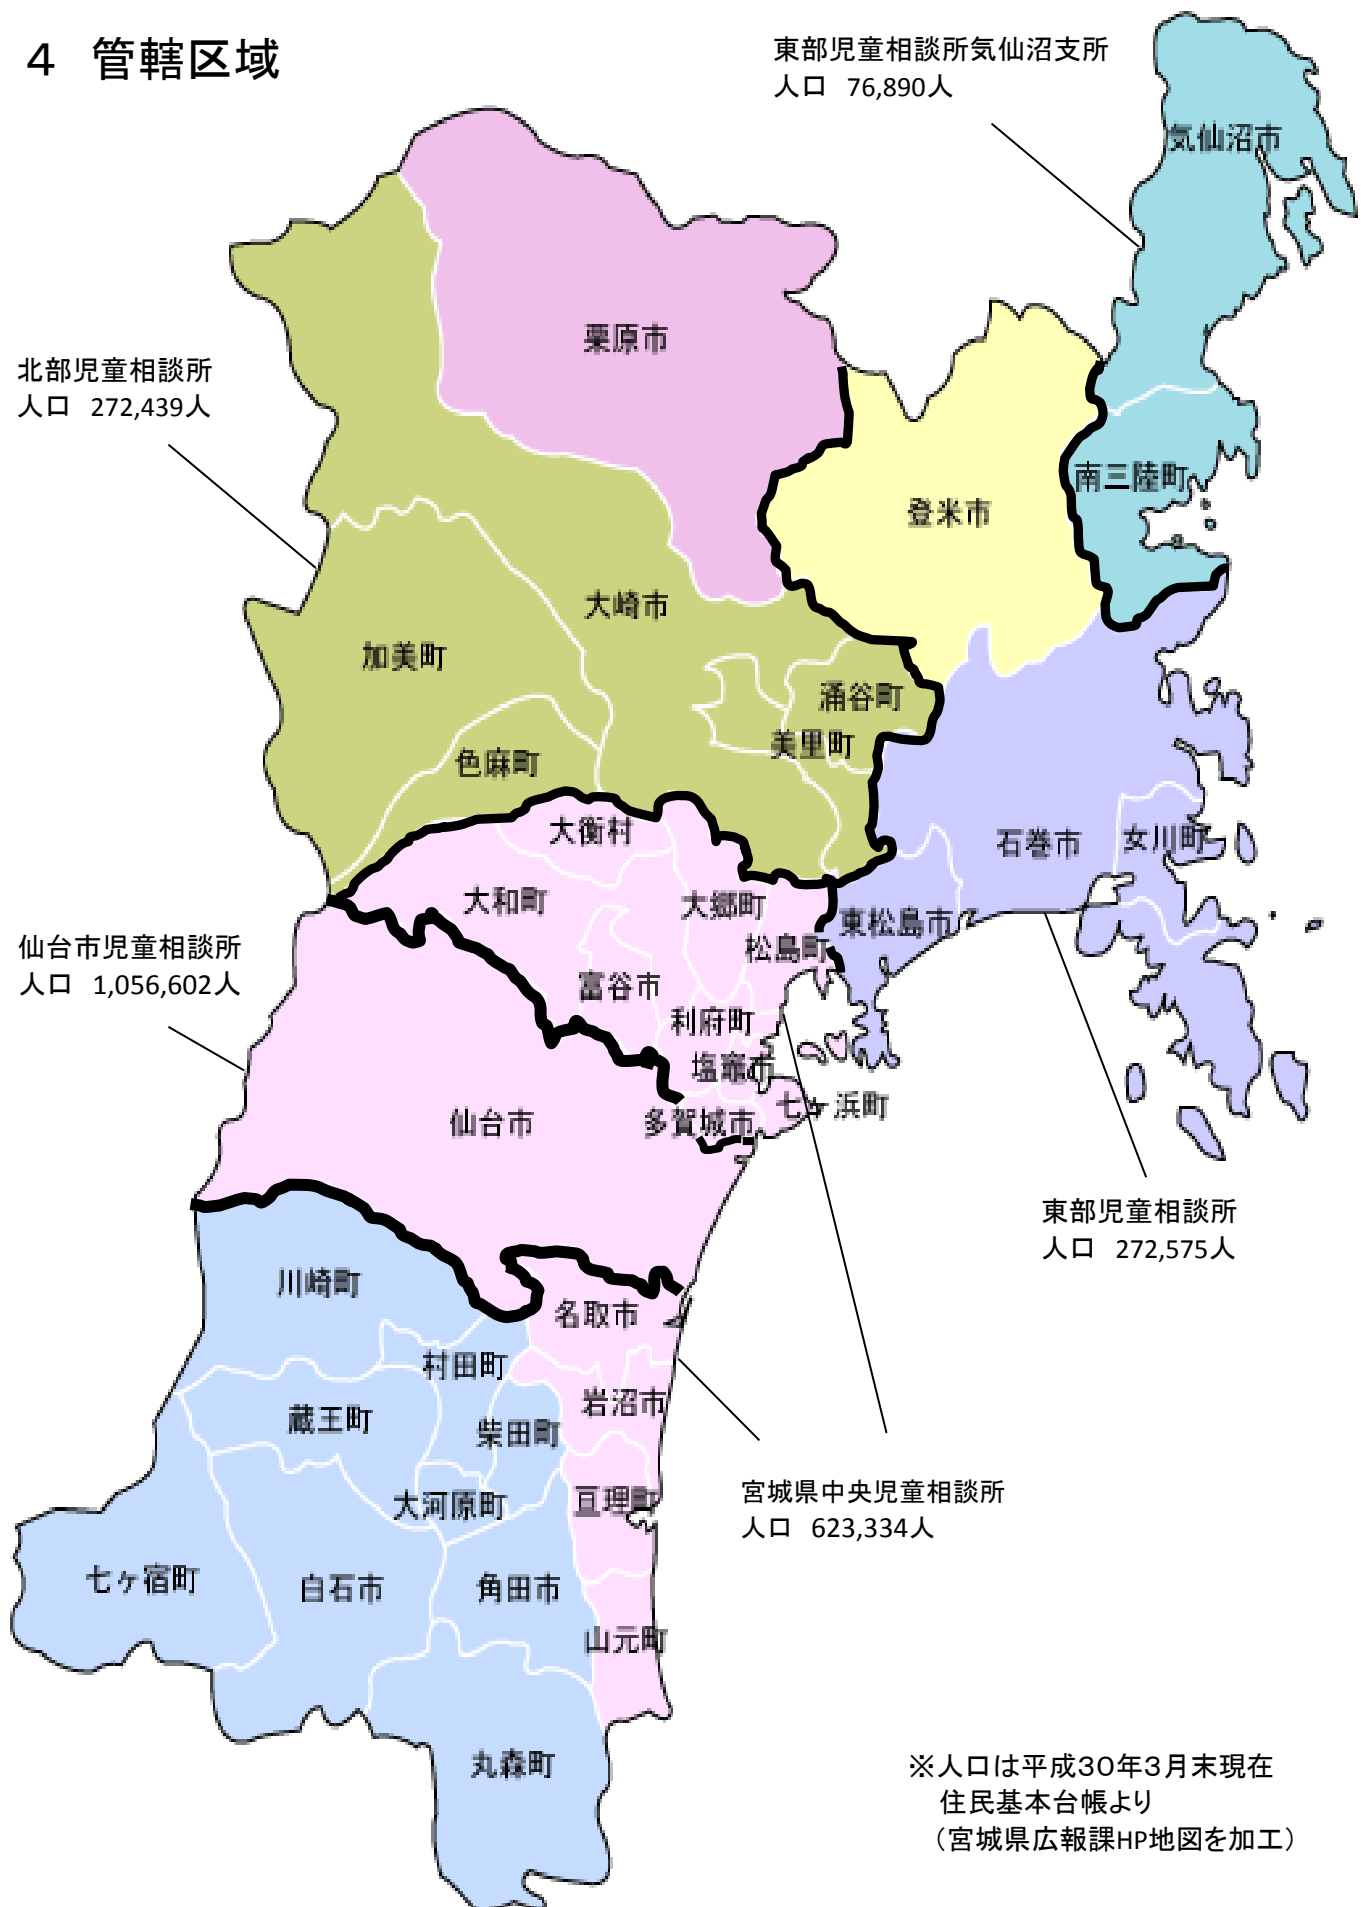 ４　管轄区域
東部児童相談所気仙沼支所
人口　76,890人
気仙沼市
栗原市
北部児童相談所
人口　272,439人
南三陸町
登米市
大崎市
加美町
涌谷町
美里町
色麻町
大衡村
石巻市
女川町
大和町
大郷町
東松島市
松島町
仙台市児童相談所
人口　1,056,602人
富谷市
利府町
塩竈市
七ヶ浜町
仙台市
多賀城市
東部児童相談所
人口　272,575人
川崎町
名取市
村田町
岩沼市
蔵王町
柴田町
大河原町
亘理町
宮城県中央児童相談所
人口　623,334人
七ヶ宿町
白石市
角田市
山元町
丸森町
※人口は平成３０年３月末現在
住民基本台帳より
（宮城県広報課HP地図を加工）